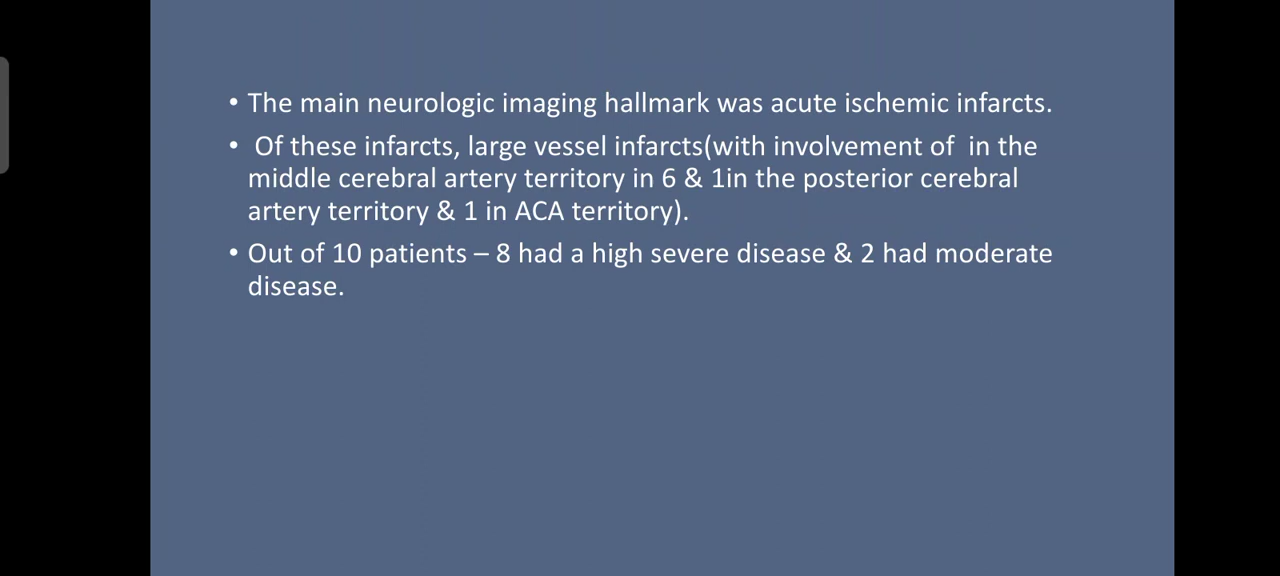 • The main neurologic imaging hallmark was acute ischemic infarcts.
• Of these infarcts, large vessel infarcts(with involvement of  in the
middle cerebral artery territory in 6 & 1in the posterior cerebral
artery territory & 1 in ACA territory).
• Out of 10 patients – 8 had a high severe disease & 2 had moderate
disease.